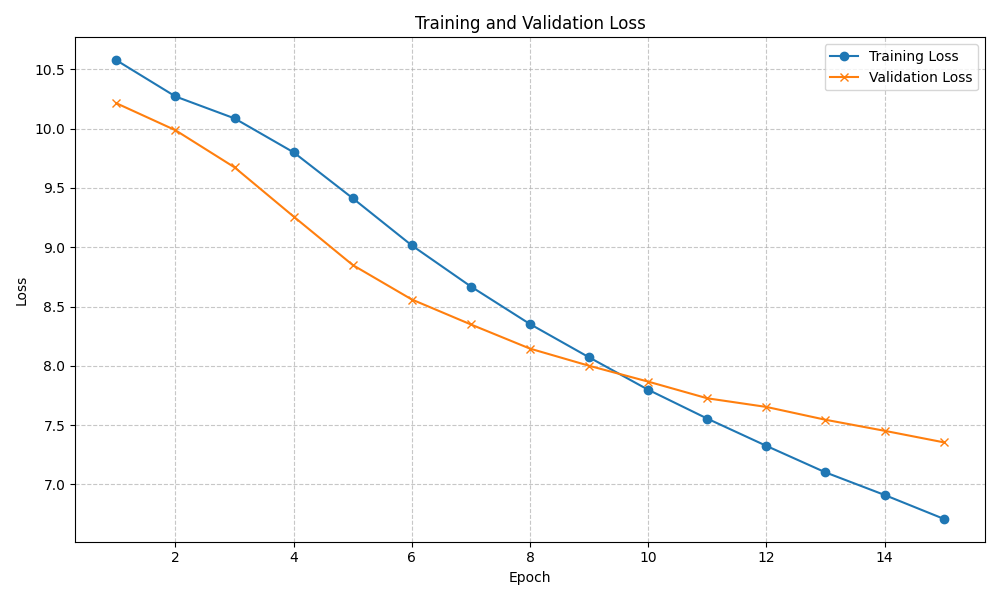 Training and Validation Loss
Training Loss
Validation Loss
10.5
10.0
9.5
9.0
8.5
8.0
7.5
7.0
Loss
2 4 6 8 10 12 14
Epoch